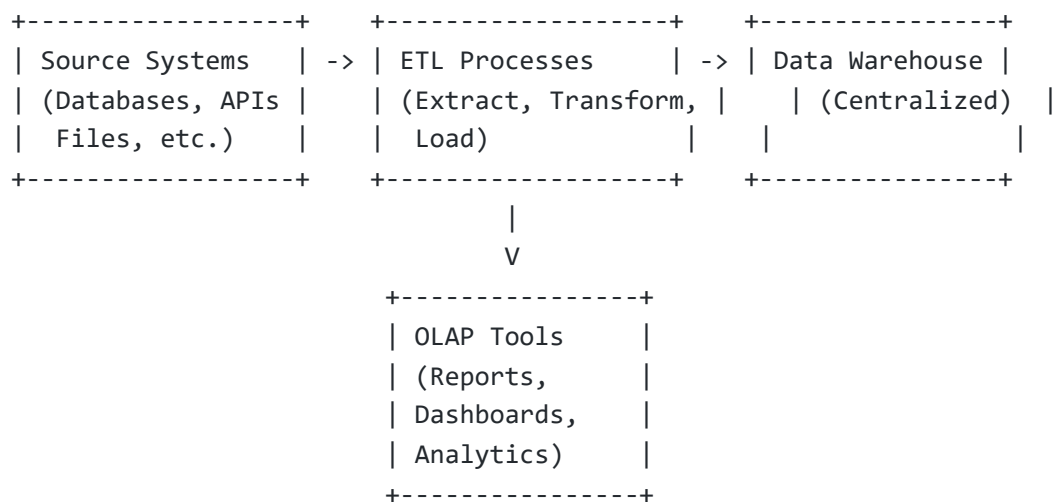 +------------------+ +-------------------+ +----------------+
| Source Systems | -> | ETL Processes | -> | Data Warehouse |
| (Databases, APIs | | (Extract, Transform, | | (Centralized) |
| Files, etc.) | | Load) | | |
+------------------+ +-------------------+ +----------------+
|
V
+----------------+
| OLAP Tools |
| (Reports, |
| Dashboards, |
| Analytics) |
+----------------+